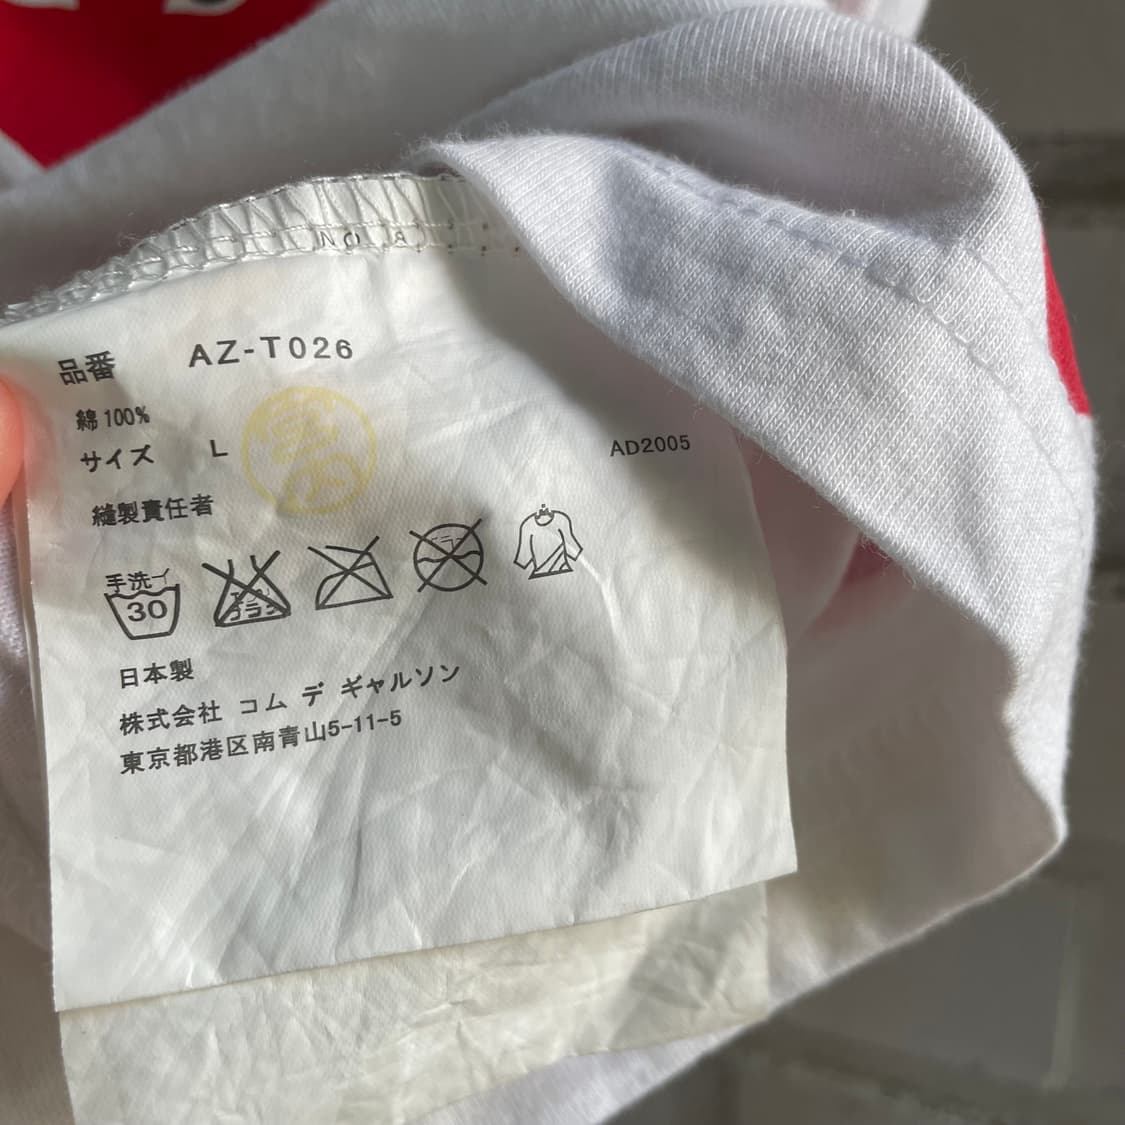 品番 AZ-T026
綿 100%
サイズ L
AD2005
縫製責任者
手洗イ
30
日本製
株式会社 コム デ ギャルソン
東京都港区南青山5-11-5